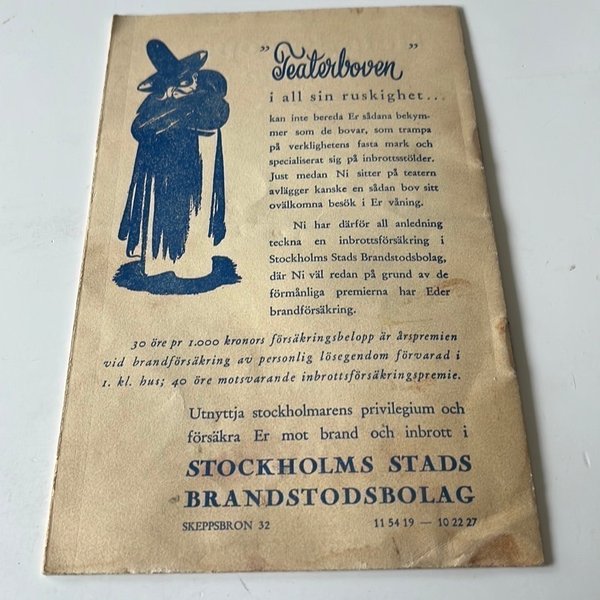 „Teaterboven”
i all sin ruskighet...
kan inte bereda Er sådana bekym-
mer som de bovar, som trampa
på verklighetens fasta mark och
specialiserat sig på inbrottsstölder.
Just medan Ni sitter på teatern
avlägger kanske en sådan bov sitt
ovälkomna besök i Er våning.
Ni har därför all anledning
teckna en inbrottsförsäkring i
Stockholms Stads Brandstodsbolag,
där Ni väl redan på grund av de
förmånliga premierna har Eder
brandförsäkring.
30 öre pr 1.000 kronors försäkringsbelopp är årspremien
vid brandförsäkring av personlig lösegendom förvarad i
1. kl. hus; 40 öre motsvarande inbrottsförsäkringspremie.
Utnyttja stockholmarens privilegium och
försäkra Er mot brand och inbrott i
STOCKHOLMS STADS
BRANDSTODSBOLAG
SKEPPSBRON 32 11 54 19 — 10 22 27